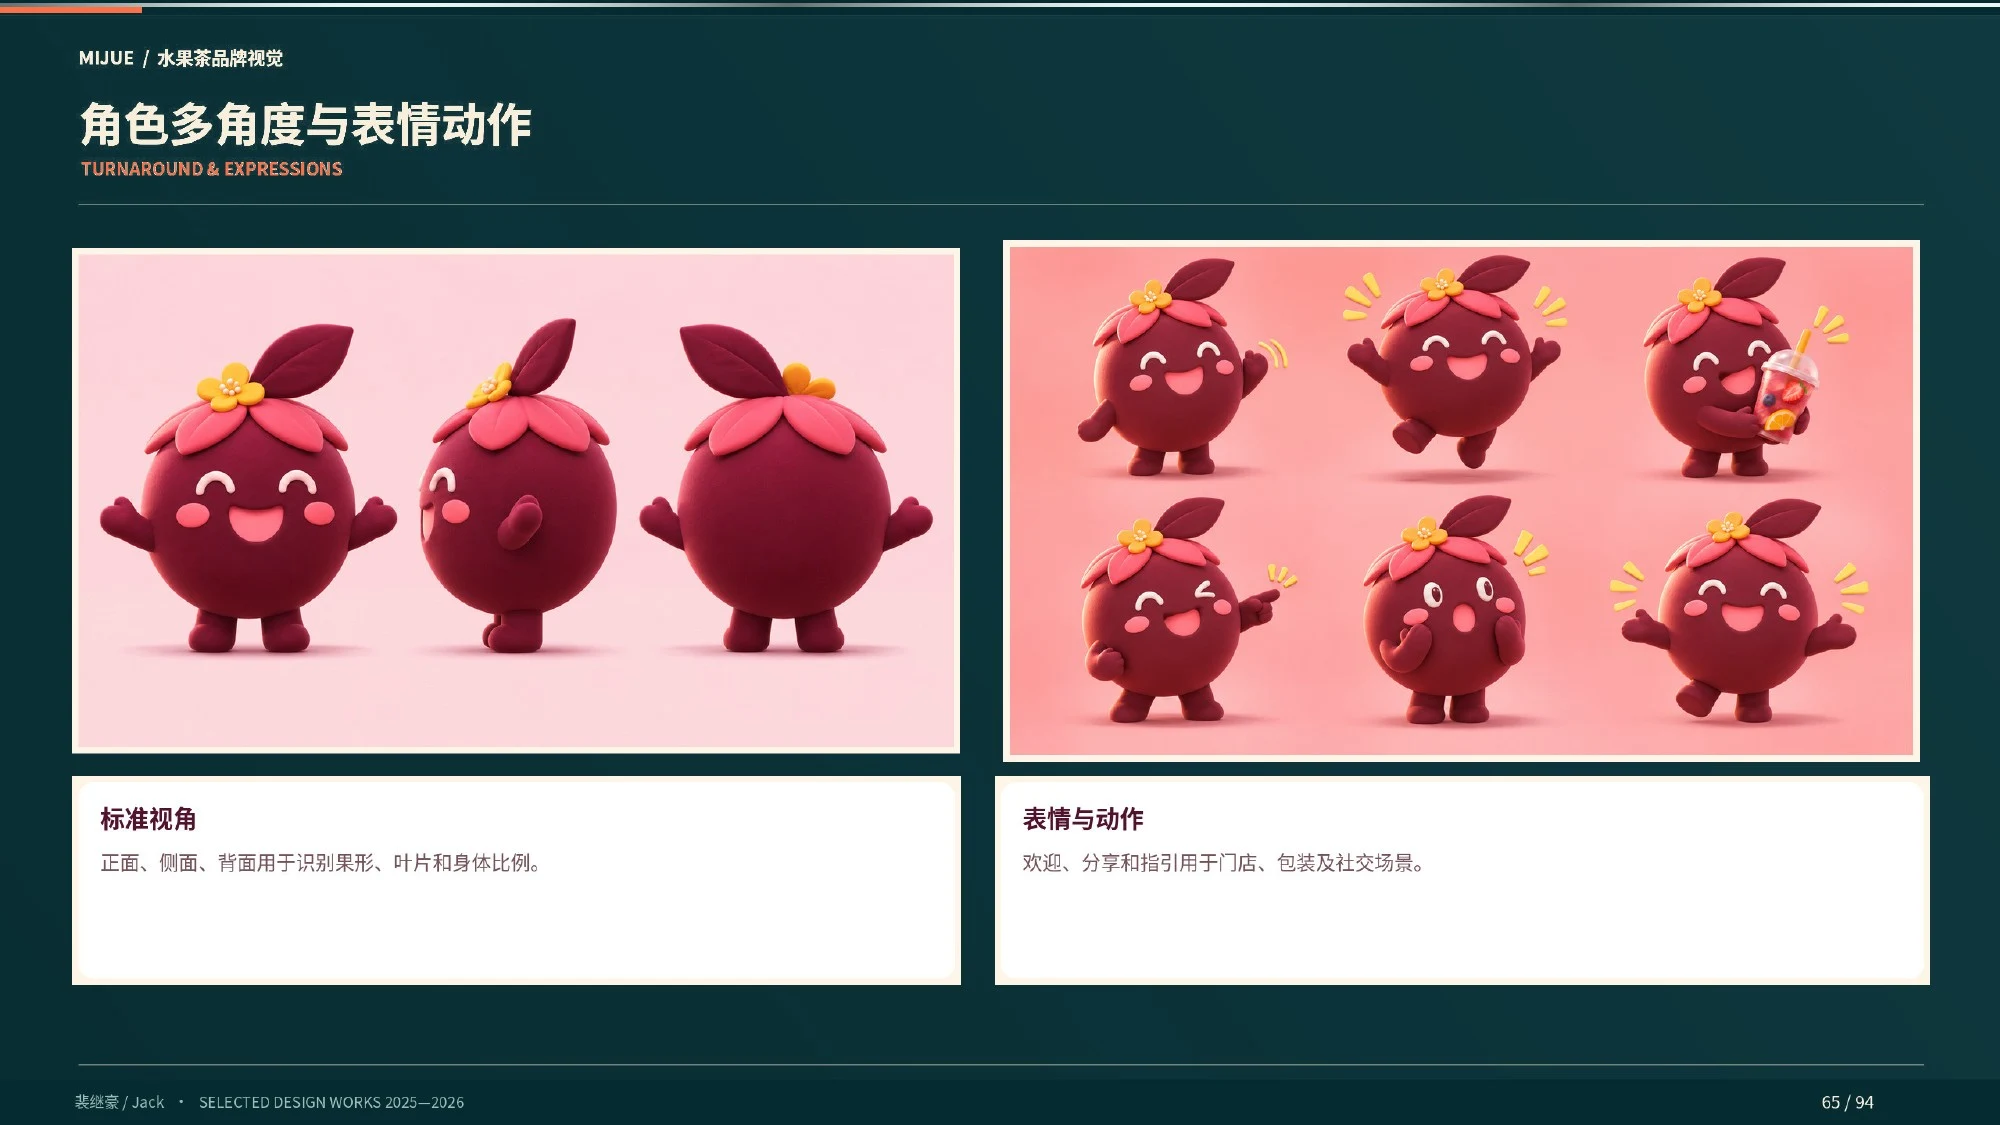 MIJUE / 水果茶品牌视觉
角色多角度与表情动作
TURNAROUND & EXPRESSIONS
标准视角
正面、侧面、背面用于识别果形、叶片和身体比例。
表情与动作
欢迎、分享和指引用于门店、包装及社交场景。
裴继豪 / Jack · SELECTED DESIGN WORKS 2025—2026
65 / 94